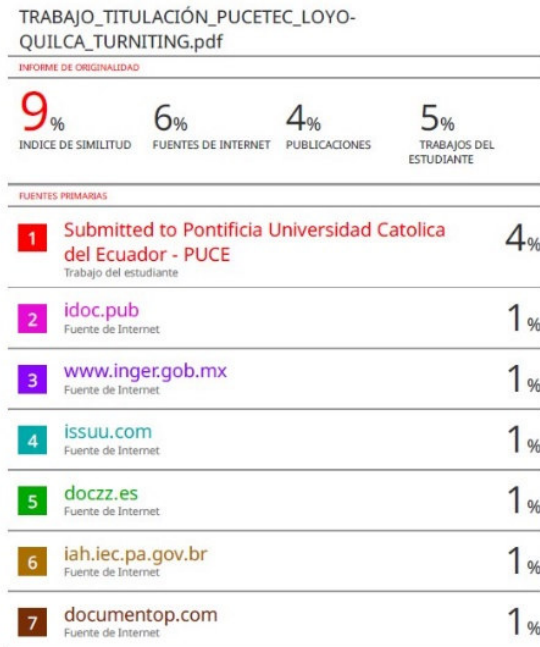 TRABAJO_TITULACIÓN_PUCETEC_LOYO-
QUILCA_TURNITING.pdf
INFORME DE ORIGINALIDAD
9%
INDICE DE SIMILITUD
6%
FUENTES DE INTERNET
4%
PUBLICACIONES
5%
TRABAJOS DEL
ESTUDIANTE
FUENTES PRIMARIAS
1
Submitted to Pontificia Universidad Catolica
del Ecuador - PUCE
Trabajo del estudiante
4%
2
idoc.pub
Fuente de Internet
1%
3
www.inger.gob.mx
Fuente de Internet
1%
4
issuu.com
Fuente de Internet
1%
5
doczz.es
Fuente de Internet
1%
6
iah.iec.pa.gov.br
Fuente de Internet
1%
7
documentop.com
Fuente de Internet
1%